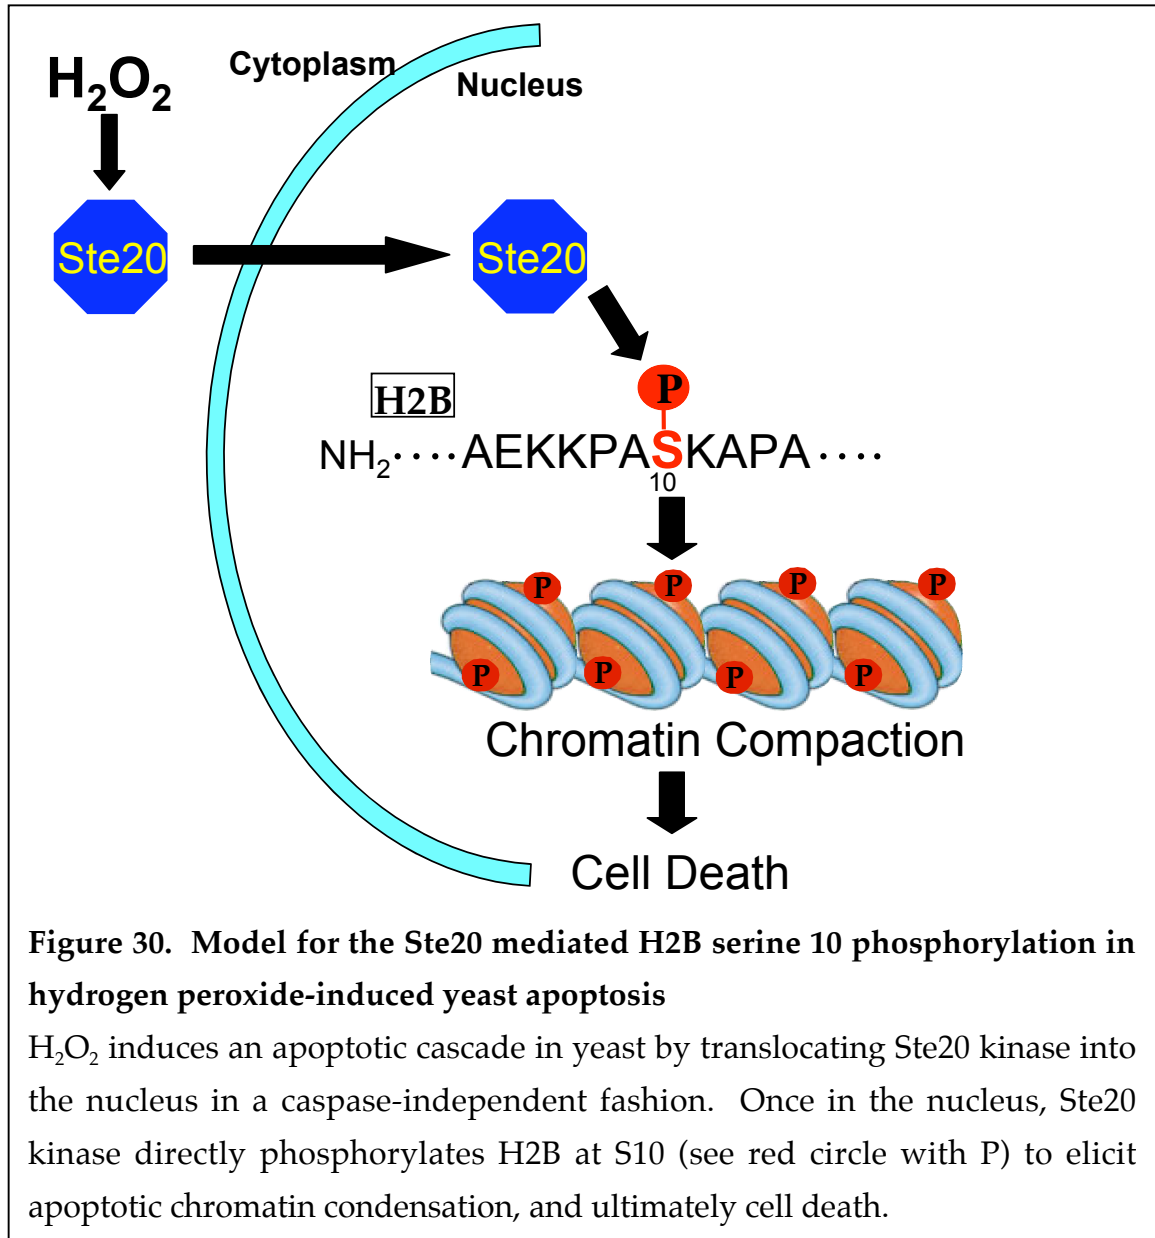 Cytoplasm
Nucleus
H₂O₂
Ste20
Ste20
P
H2B
NH₂····AEKKPASKAPA····
10
P P P P
P P P P
Chromatin Compaction
Cell Death
Figure 30. Model for the Ste20 mediated H2B serine 10 phosphorylation in
hydrogen peroxide-induced yeast apoptosis
H₂O₂ induces an apoptotic cascade in yeast by translocating Ste20 kinase into
the nucleus in a caspase-independent fashion. Once in the nucleus, Ste20
kinase directly phosphorylates H2B at S10 (see red circle with P) to elicit
apoptotic chromatin condensation, and ultimately cell death.